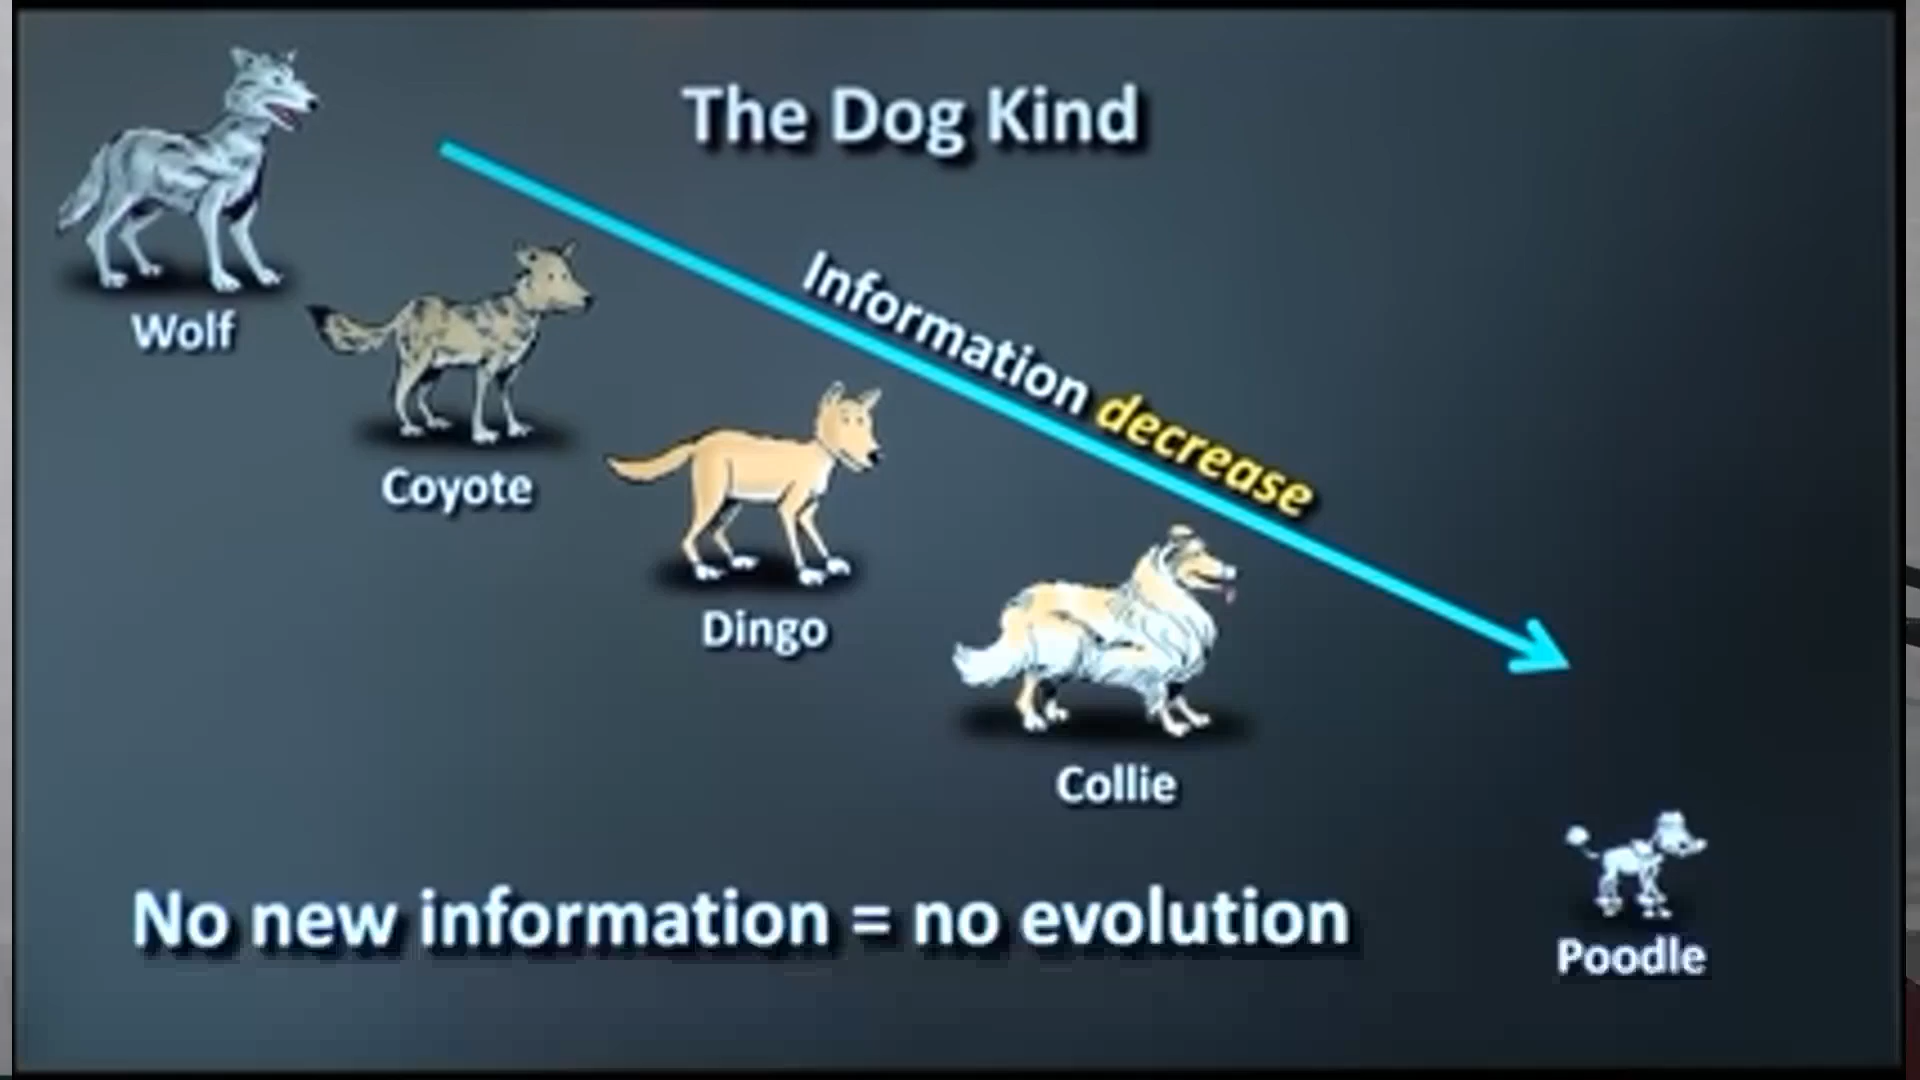 The Dog Kind
Information decrease
Wolf
Coyote
Dingo
Collie
Poodle
No new information = no evolution